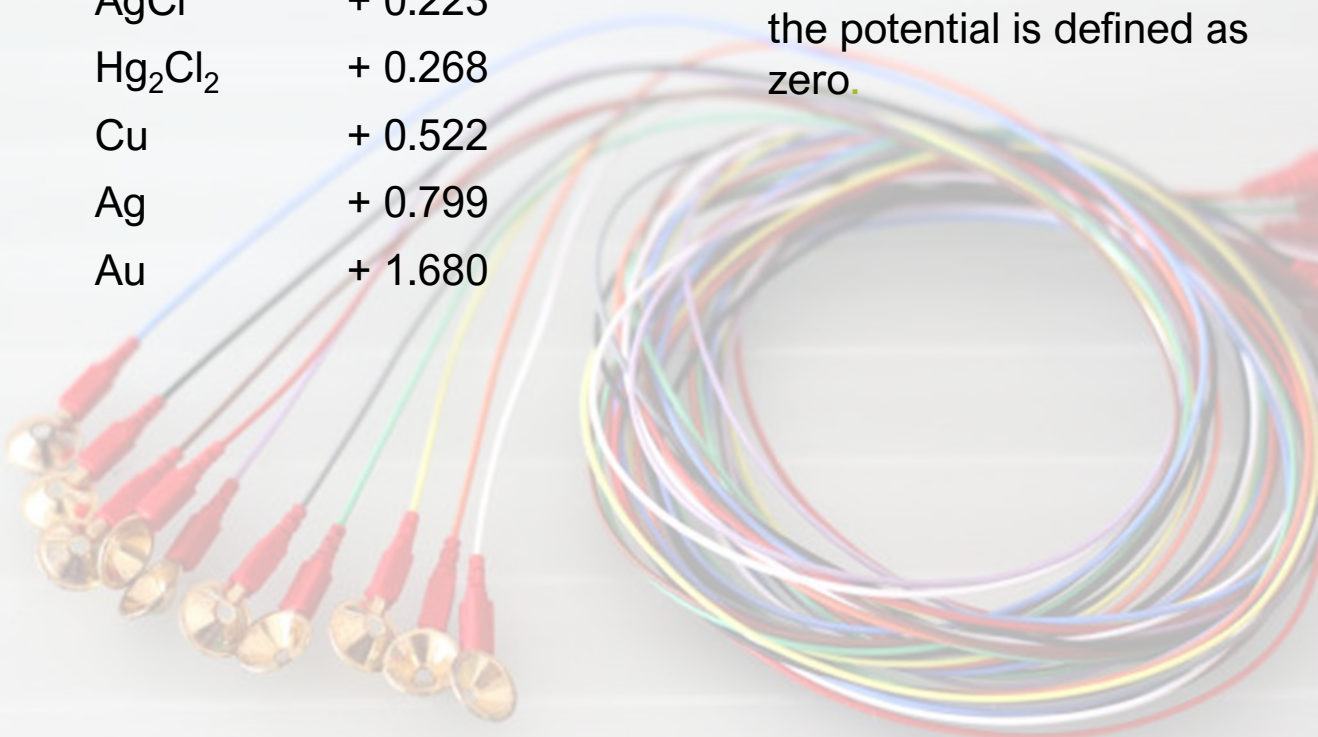 AgCl + 0.223
Hg₂Cl₂ + 0.268
Cu + 0.522
Ag + 0.799
Au + 1.680
the potential is defined as
zero.